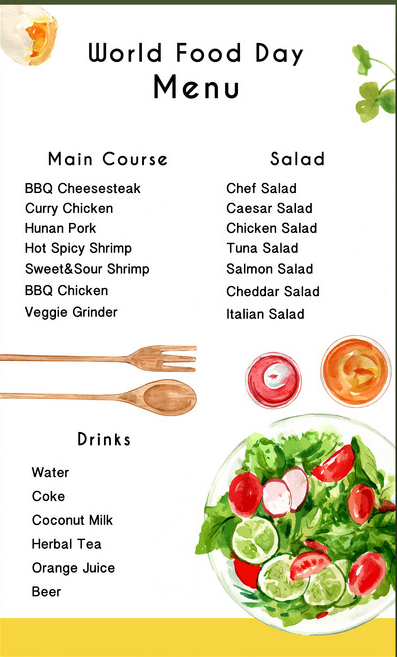 World Food Day
Menu
Main Course
BBQ Cheesesteak
Curry Chicken
Hunan Pork
Hot Spicy Shrimp
Sweet&Sour Shrimp
BBQ Chicken
Veggie Grinder
Salad
Chef Salad
Caesar Salad
Chicken Salad
Tuna Salad
Salmon Salad
Cheddar Salad
Italian Salad
Drinks
Water
Coke
Coconut Milk
Herbal Tea
Orange Juice
Beer